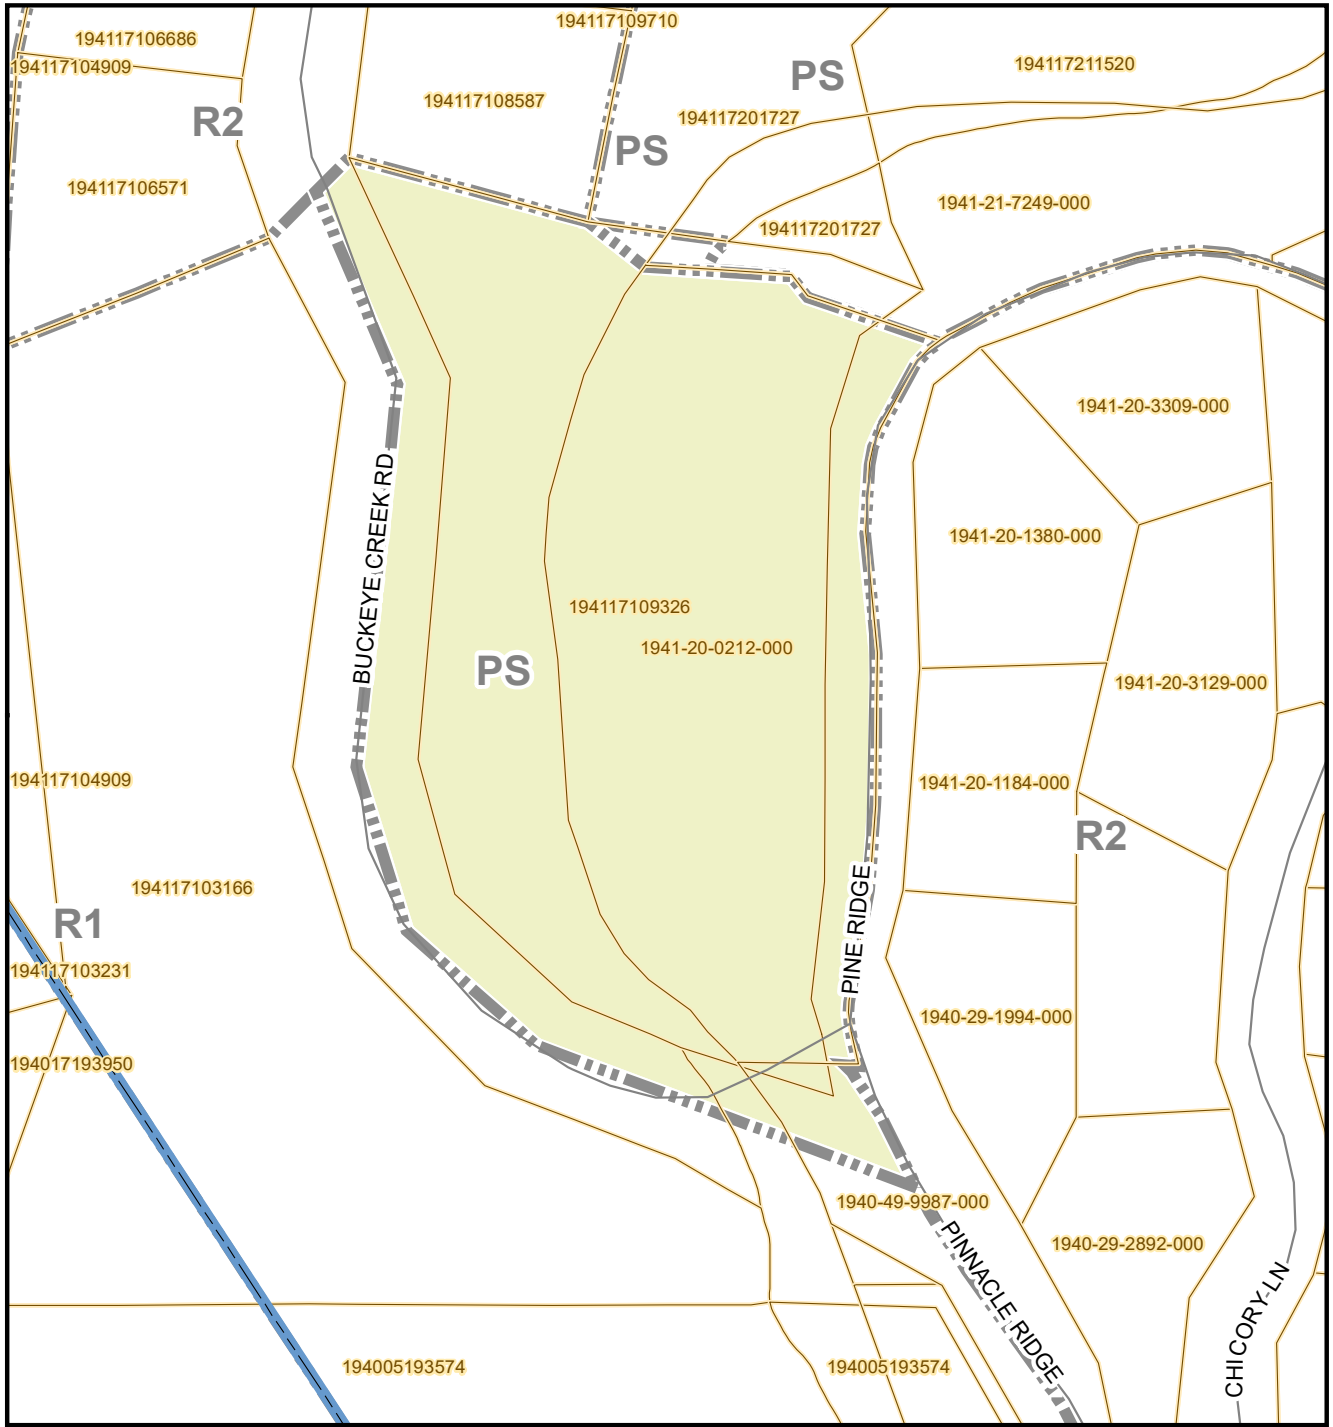 194117109710
194117106686
194117104909
194117211520
PS
194117108587
194117201727
R2
PS
194117106571
1941-21-7249-000
194117201727
1941-20-3309-000
BUCKEYE CREEK RD
1941-20-1380-000
194117109326
1941-20-0212-000
PS
1941-20-3129-000
194117104909
1941-20-1184-000
R2
194117103166
R1
PINE RIDGE
194117103231
1940-29-1994-000
194017193950
1940-49-9987-000
1940-29-2892-000
PINNACLE RIDGE
CHICORY LN
194005193574
194005193574